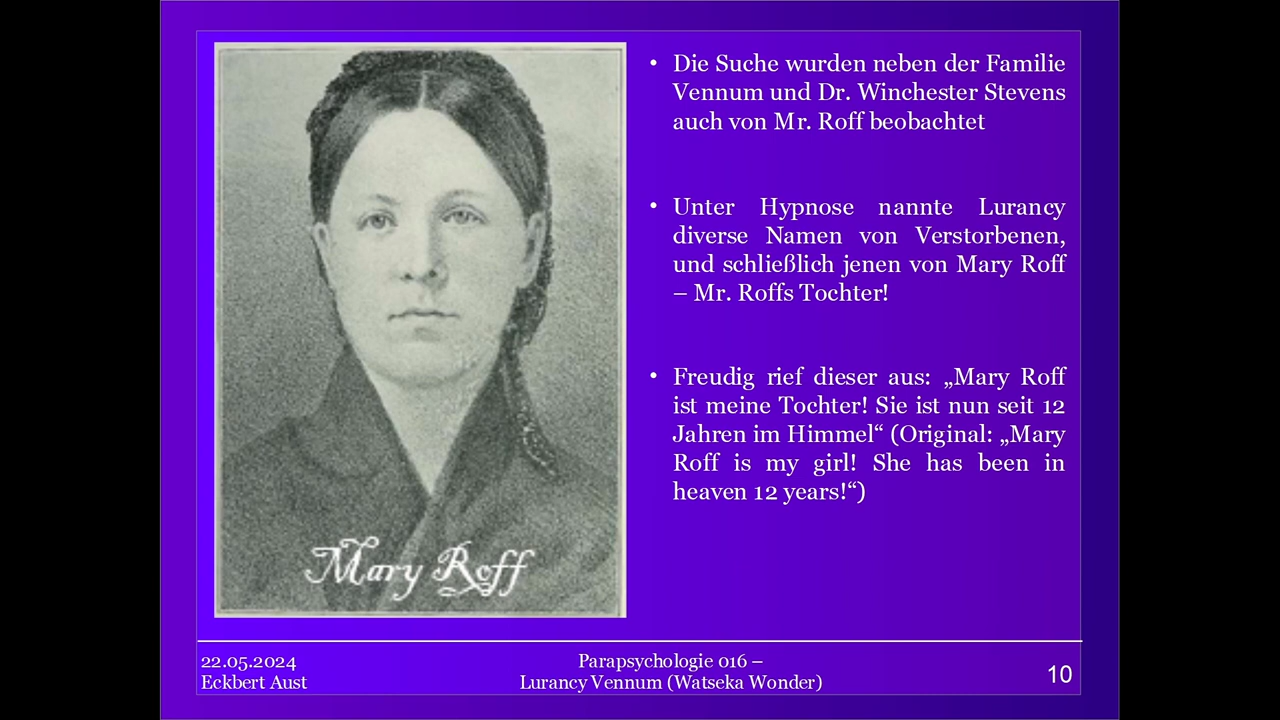 Mary Roff
• Die Suche wurden neben der Familie
Vennum und Dr. Winchester Stevens
auch von Mr. Roff beobachtet
• Unter Hypnose nannte Lurancy
diverse Namen von Verstorbenen,
und schließlich jenen von Mary Roff
– Mr. Roffs Tochter!
• Freudig rief dieser aus: „Mary Roff
ist meine Tochter! Sie ist nun seit 12
Jahren im Himmel“ (Original: „Mary
Roff is my girl! She has been in
heaven 12 years!“)
22.05.2024
Eckbert Aust
Parapsychologie 016 –
Lurancy Vennum (Watseka Wonder)
10